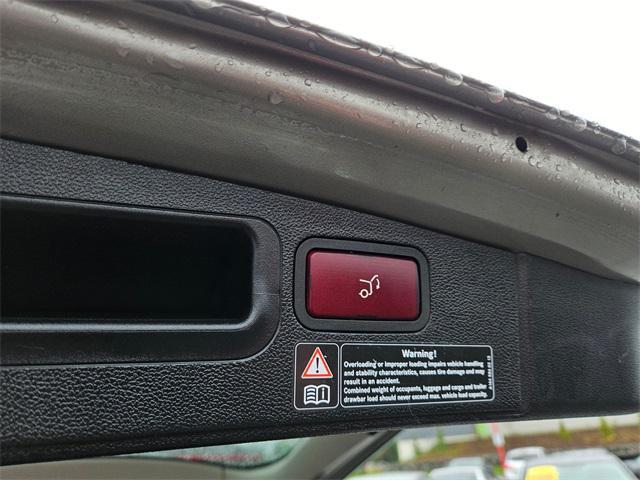 Warning!
Overloading or improper loading impairs vehicle handling
and stability characteristics, causes tire damage and may
result in an accident.
Combined weight of occupants, luggage and cargo and trailer
drawbar load should never exceed max. vehicle load capacity.